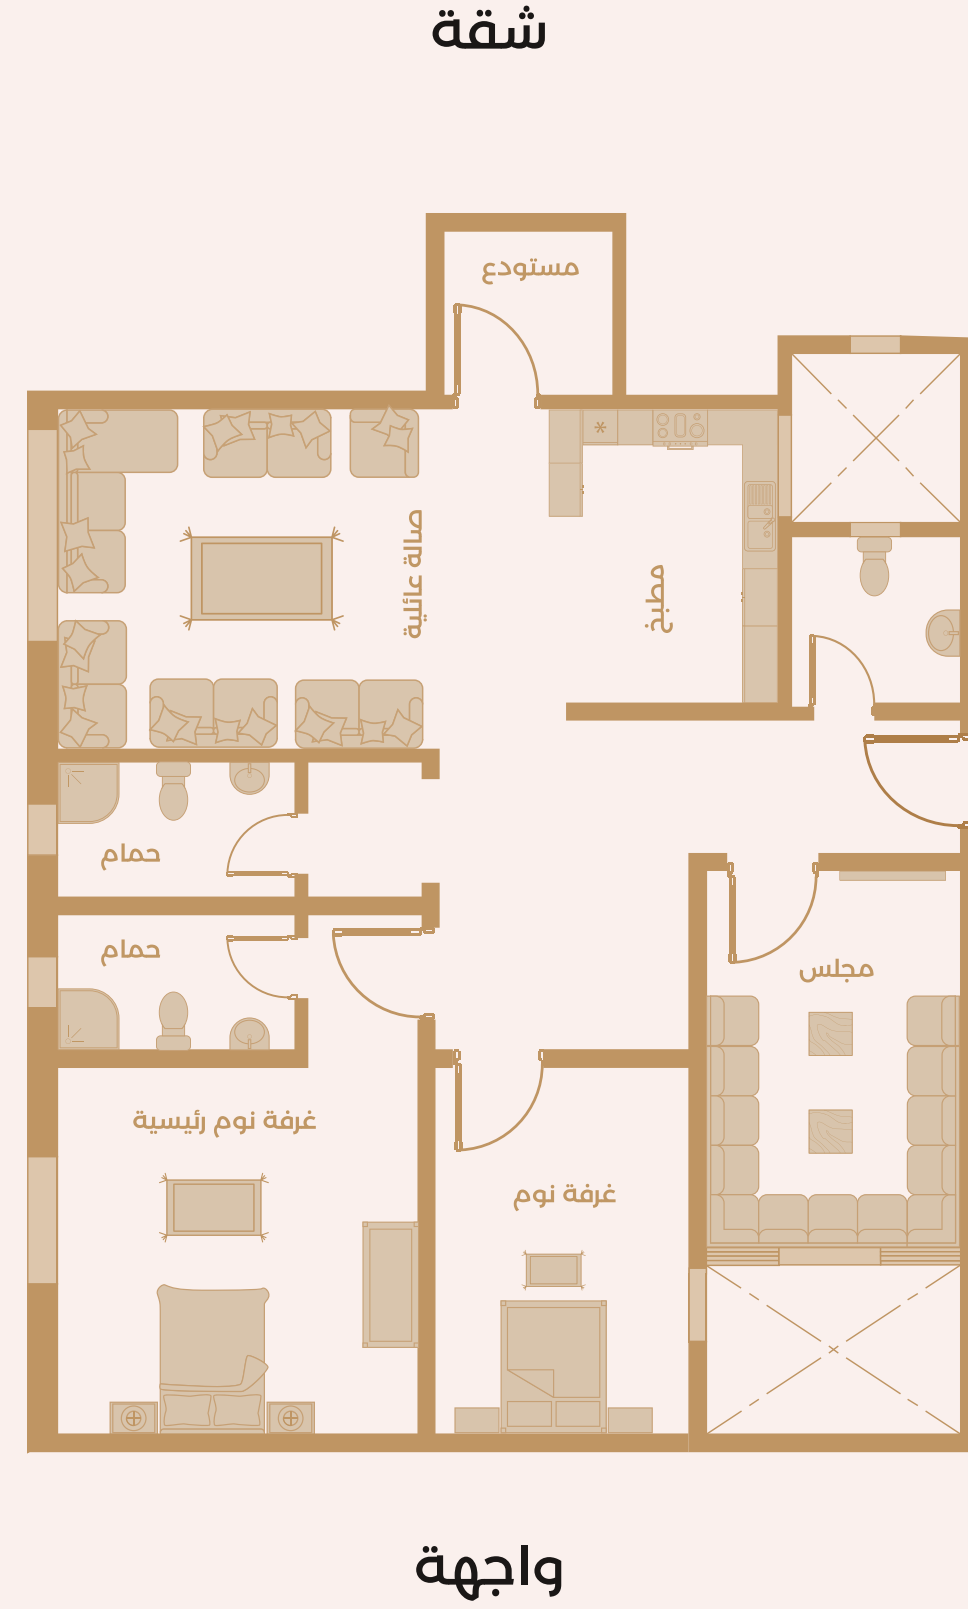 شقة
مستودع
صالة عائلية
مطبخ
حمام
حمام
مجلس
غرفة نوم رئيسية
غرفة نوم
واجهة